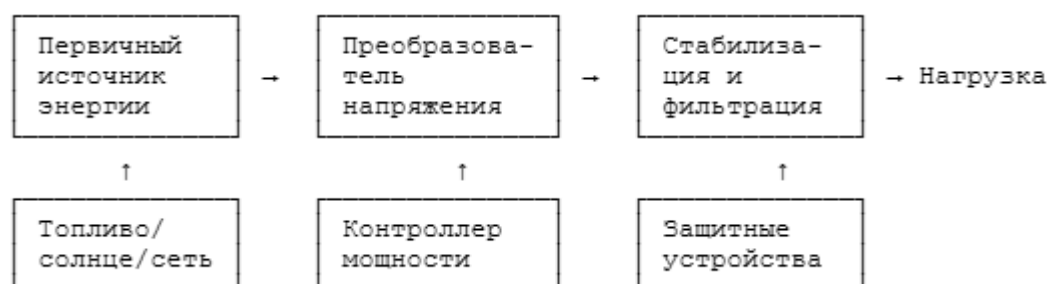 Первичный
источник
энергии
→
Преобразова-
тель
напряжения
→
Стабилиза-
ция и
фильтрация
→ Нагрузка
↑
↑
↑
Топливо/
солнце/сеть
Контроллер
мощности
Защитные
устройства